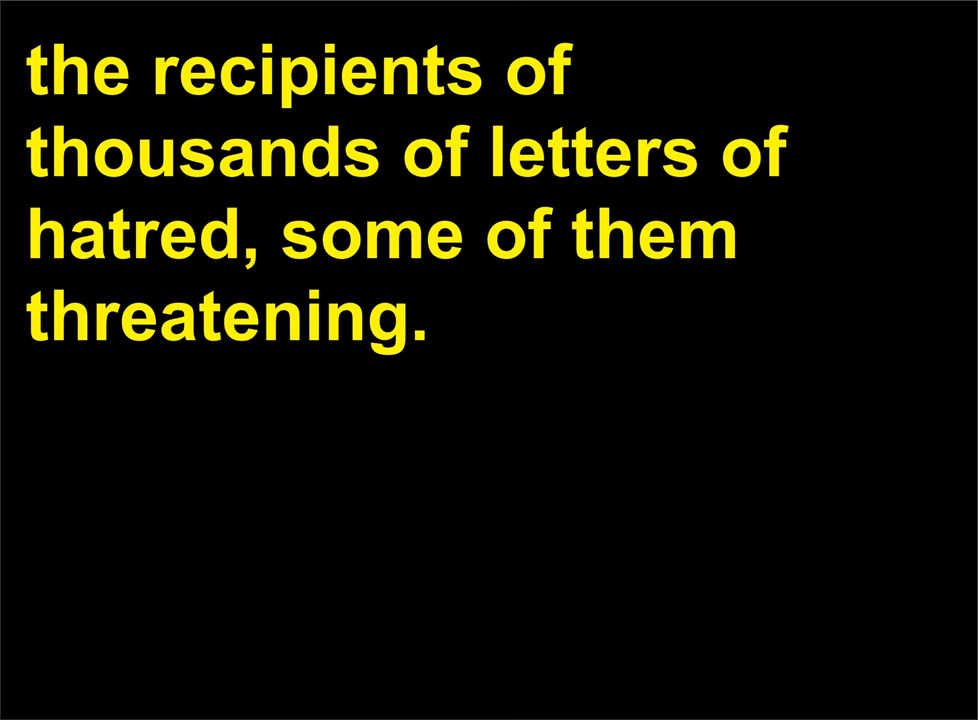 the recipients of
thousands of letters of
hatred, some of them
threatening.